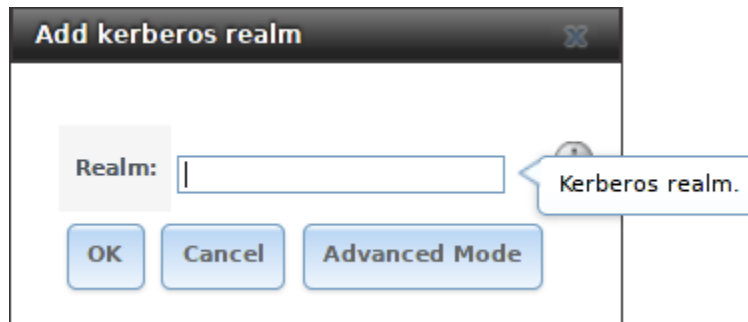 Add kerberos realm
Realm:
Kerberos realm.
OK Cancel Advanced Mode